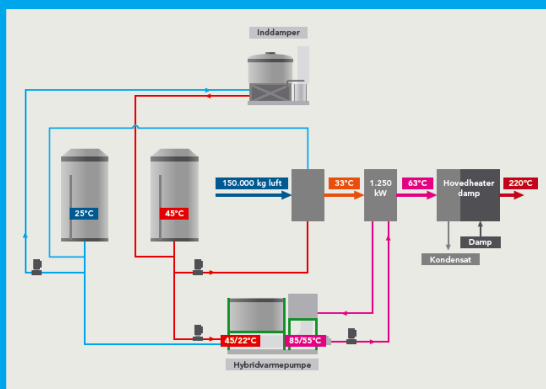 Inddamper
25°C
45°C
150.000 kg luft
33°C
1.250
kW
63°C
Hovedheater
damp
220°C
Damp
Kondensat
45/22°C
85/55°C
Hybridvarmepumpe